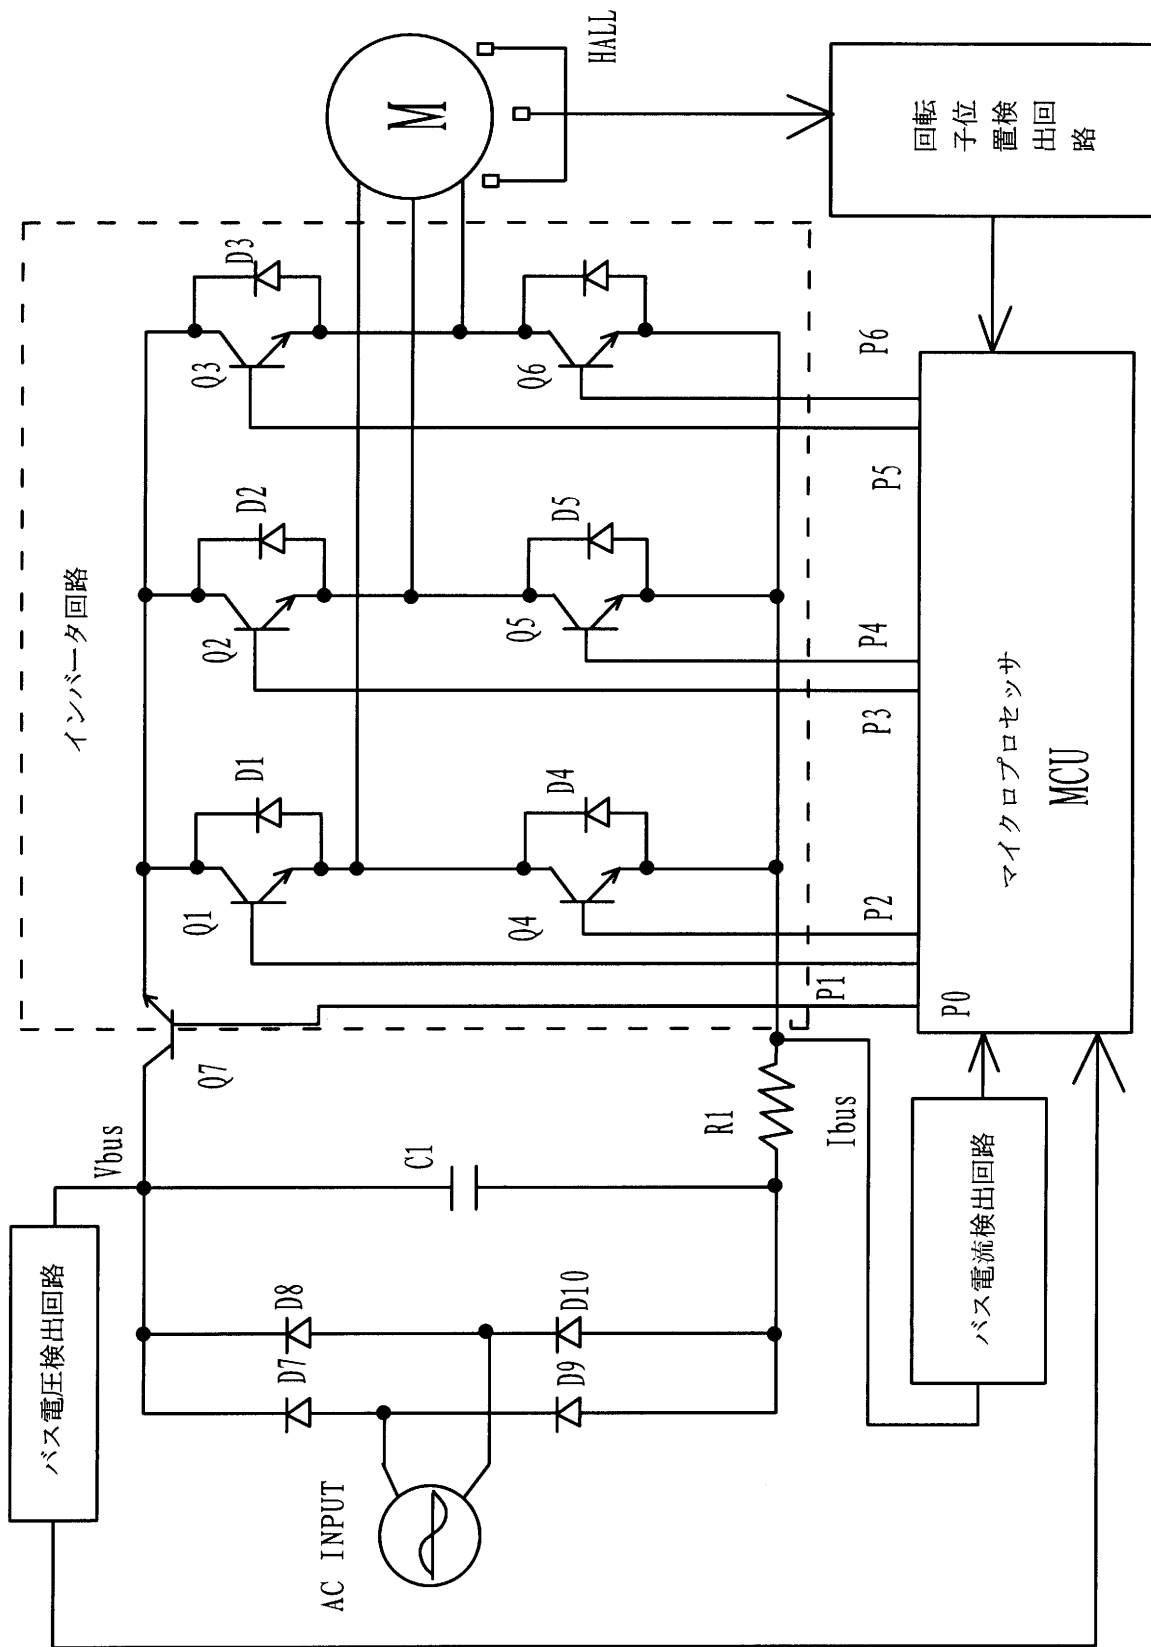 バス電圧検出回路
Vbus
AC INPUT
D7
D8
D9
D10
C1
R1
Ibus
バス電流検出回路
インバータ回路
Q7
Q1
D1
Q2
D2
Q3
D3
Q4
D4
Q5
D5
Q6
M
HALL
回転
子位
置検
出回
路
P0
P1
P2
P3
P4
P5
P6
マイクロプロセッサ
MCU